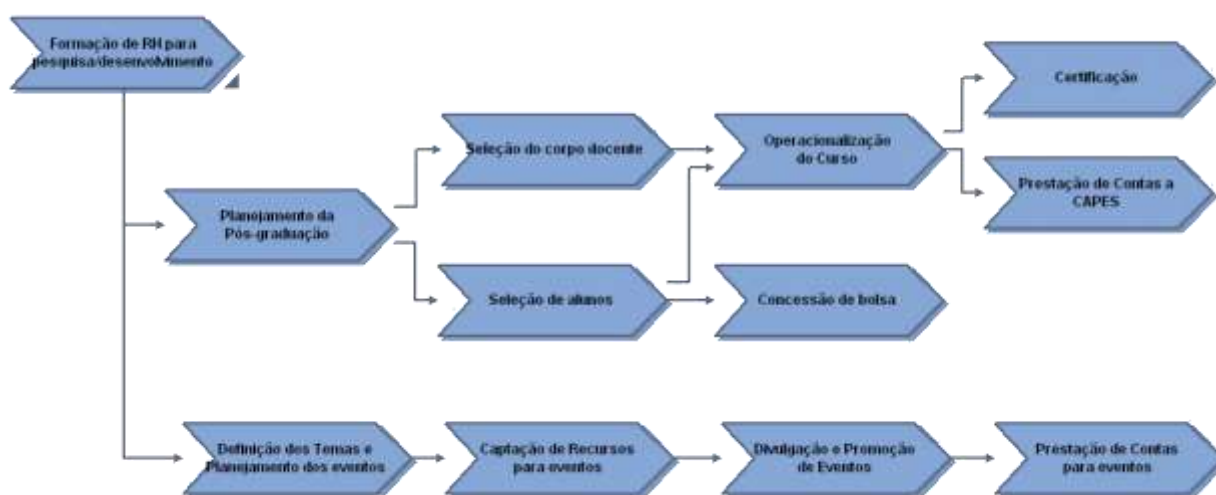 Formação de RH para
pesquisa/desenvolvimento
Certificação
Seleção do corpo docente
Operacionalização
do Curso
Prestação de Contas a
CAPES
Planejamento da
Pós-graduação
Seleção de alunos
Concessão de bolsa
Definição dos Temas e
Planejamento dos eventos
Captação de Recursos
para eventos
Divulgação e Promoção
de Eventos
Prestação de Contas
para eventos